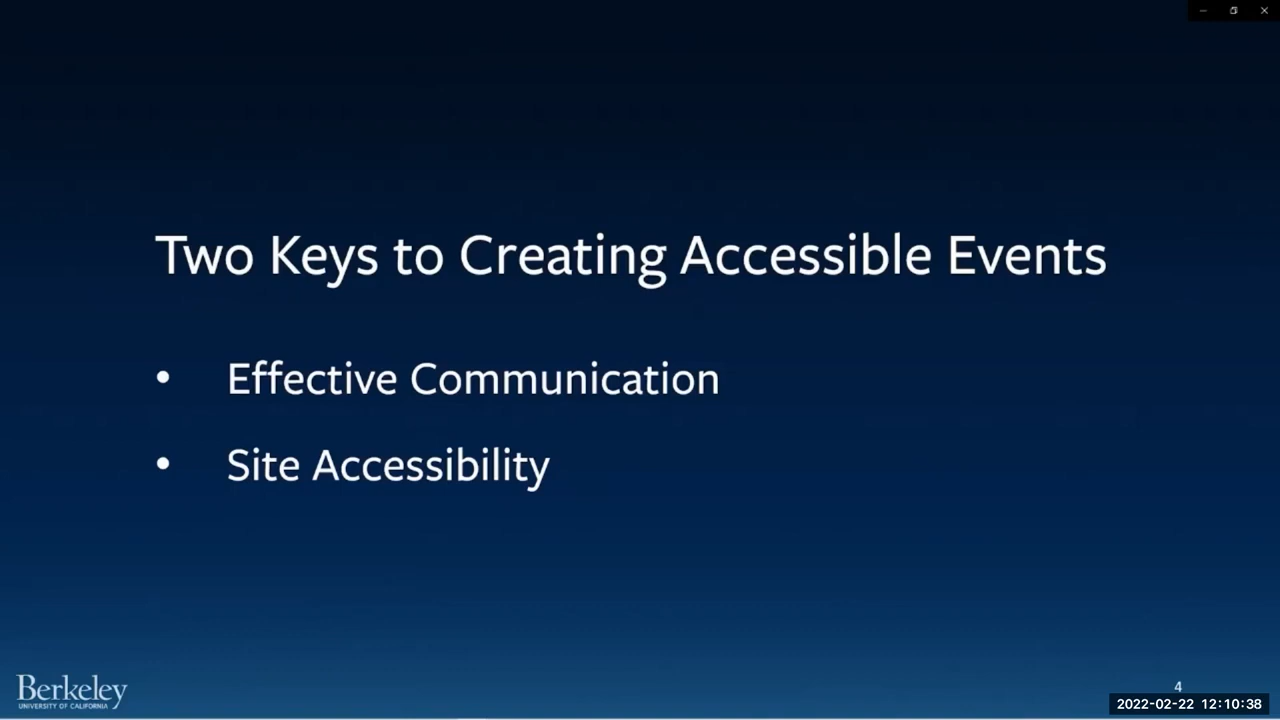 Two Keys to Creating Accessible Events
• Effective Communication
• Site Accessibility
Berkeley
UNIVERSITY OF CALIFORNIA
4
2022-02-22 12:10:38